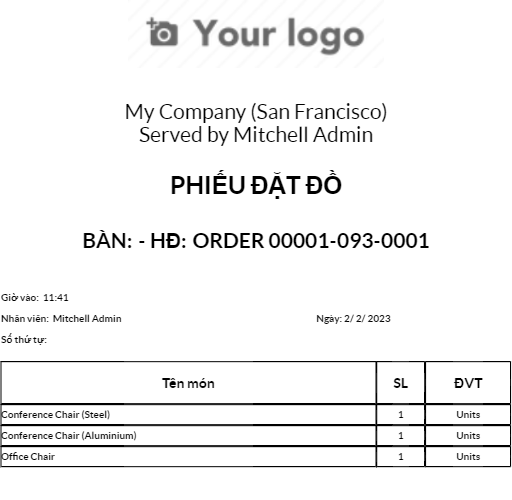 Your logo
My Company (San Francisco)
Served by Mitchell Admin
PHIẾU ĐẶT ĐỒ
BÀN: - HĐ: ORDER 00001-093-0001
Giờ vào: 11:41
Nhân viên: Mitchell Admin Ngày: 2/ 2/ 2023
Số thứ tự:
Tên món SL ĐVT
Conference Chair (Steel) 1 Units
Conference Chair (Aluminium) 1 Units
Office Chair 1 Units